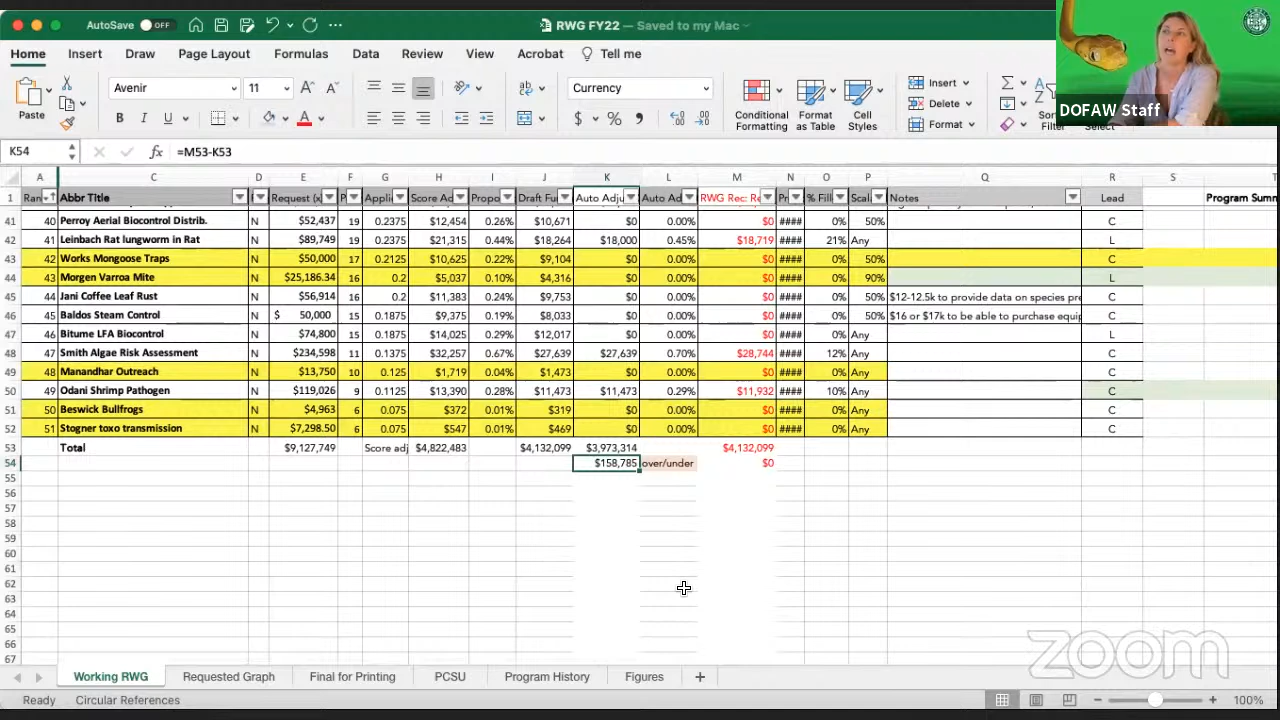 AutoSave OFF RWG FY22 — Saved to my Mac
Home Insert Draw Page Layout Formulas Data Review View Acrobat Tell me
Paste Avenir 11 Currency Conditional Formatting Format as Table Cell Styles Insert Delete Format
B I U $ % Select
DOFAW Staff
K54 fx =M53-K53
A C D E F G H I J K L M N O P Q R S
1 Ran Abbr Title Request (x P Appli Score Ad Propo Draft Fu Auto Adju Auto Ad RWG Rec: Re Pr % Fill Scal Notes Lead Program Summ
41 40 Perroy Aerial Biocontrol Distrib. N $52,437 19 0.2375 $12,454 0.26% $10,671 $0 0.00% $0 #### 0% 50% C
42 41 Leinbach Rat lungworm in Rat N $89,749 19 0.2375 $21,315 0.44% $18,264 $18,000 0.45% $18,719 #### 21% Any L
43 42 Works Mongoose Traps N $50,000 17 0.2125 $10,625 0.22% $9,104 $0 0.00% $0 #### 0% 50% C
44 43 Morgen Varroa Mite N $25,186.34 16 0.2 $5,037 0.10% $4,316 $0 0.00% $0 #### 0% 90% L
45 44 Jani Coffee Leaf Rust N $56,914 16 0.2 $11,383 0.24% $9,753 $0 0.00% $0 #### 0% 50% $12-12.5k to provide data on species pre C
46 45 Baldos Steam Control N $ 50,000 15 0.1875 $9,375 0.19% $8,033 $0 0.00% $0 #### 0% 50% $16 or $17k to be able to purchase equip C
47 46 Bitume LFA Biocontrol N $74,800 15 0.1875 $14,025 0.29% $12,017 $0 0.00% $0 #### 0% Any L
48 47 Smith Algae Risk Assessment N $234,598 11 0.1375 $32,257 0.67% $27,639 $27,639 0.70% $28,744 #### 12% Any C
49 48 Manandhar Outreach N $13,750 10 0.125 $1,719 0.04% $1,473 $0 0.00% $0 #### 0% Any C
50 49 Odani Shrimp Pathogen N $119,026 9 0.1125 $13,390 0.28% $11,473 $11,473 0.29% $11,932 #### 10% Any C
51 50 Beswick Bullfrogs N $4,963 6 0.075 $372 0.01% $319 $0 0.00% $0 #### 0% Any C
52 51 Stogner toxo transmission N $7,298.50 6 0.075 $547 0.01% $469 $0 0.00% $0 #### 0% Any C
53 Total $9,127,749 Score adj $4,822,483 $4,132,099 $3,973,314 $4,132,099
54 $158,785 over/under $0
55
56
57
58
59
60
61
62
63
64
65
66
67
zoom
Working RWG Requested Graph Final for Printing PCSU Program History Figures +
Ready Circular References 100%